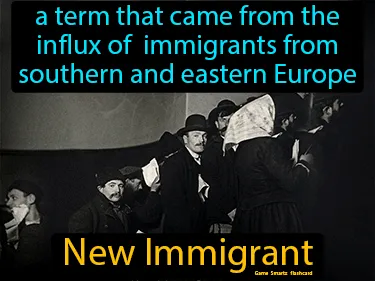 a term that came from the
influx of immigrants from
southern and eastern Europe
New Immigrant
Game Smartz flashcard